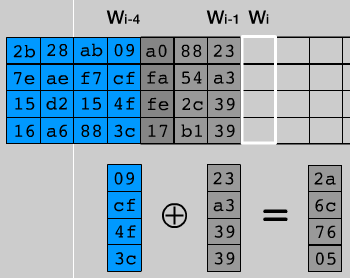 Wi-4 Wi-1 Wi
2b 28 ab 09 a0 88 23
7e ae f7 cf fa 54 a3
15 d2 15 4f fe 2c 39
16 a6 88 3c 17 b1 39
09 23 2a
cf a3 6c
⊕ =
4f 39 76
3c 39 05